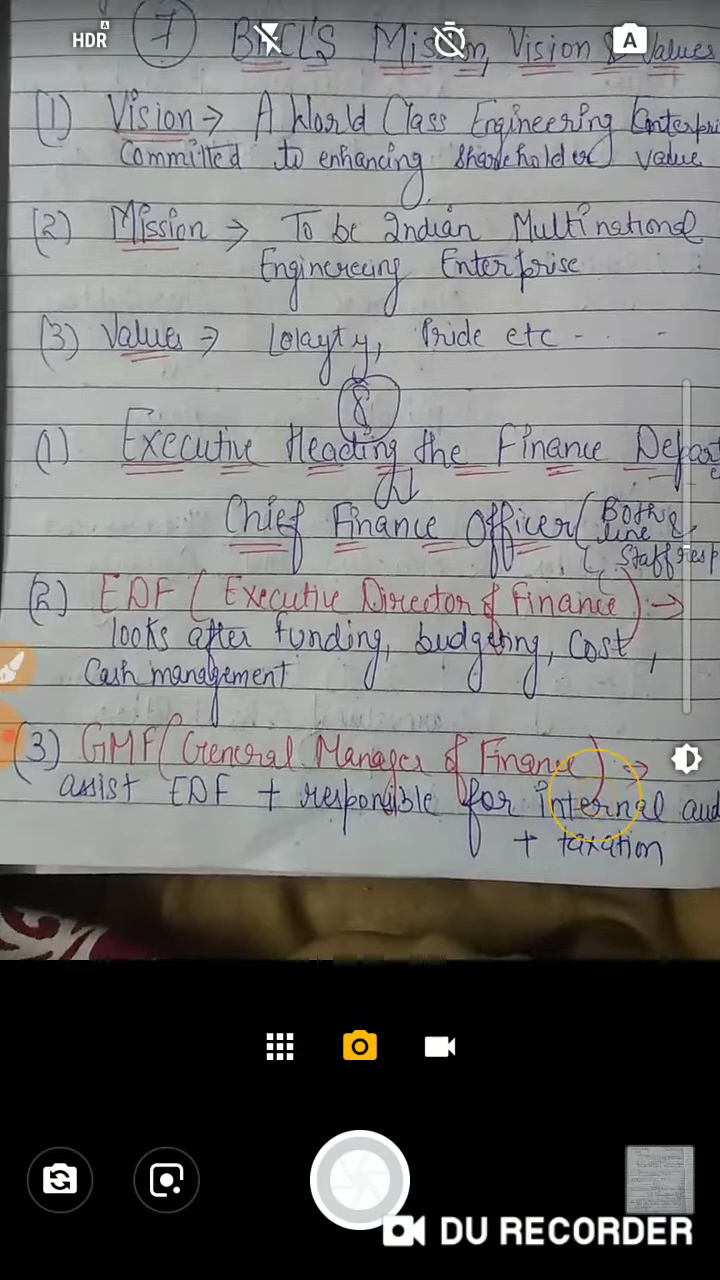 HDR A
A
7 BHEL'S Mission, Vision & Values
(1) Vision → A World Class Engineering Enterpri
Committed to enhancing shareholder value
(2) Mission → To be Indian Multinational
Engineereing Enterprise
(3) Values → Lolayty, Pride etc - - - -
8
(1) Executive Heading the Finance Depart
Chief Finance Officer (Both
line &
Staff resp
(2) EDF (Executive Director of Finance) →
looks after funding, budgeting, cost,
Cash management
(3) GMF (General Manager of Finance) →
assist EDF + responsible for internal aud
+ taxation
DU RECORDER